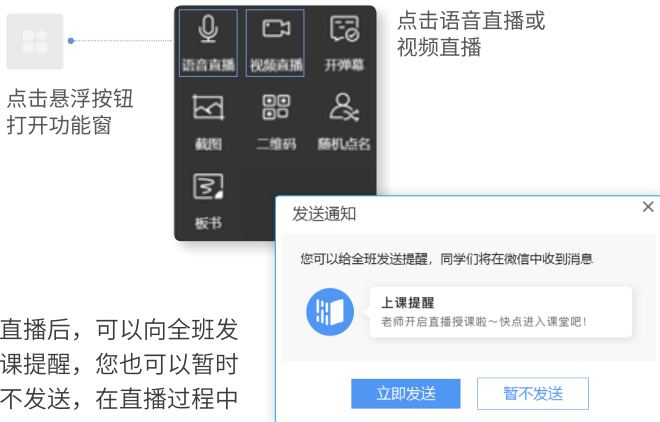 点击语音直播或
视频直播
语音直播
视频直播
开弹幕
点击悬浮按钮
打开功能窗
截图
二维码
随机点名
板书
发送通知
您可以给全班发送提醒，同学们将在微信中收到消息
上课提醒
老师开启直播授课啦～快点进入课堂吧！
直播后，可以向全班发
课提醒，您也可以暂时
不发送，在直播过程中
立即发送
暂不发送